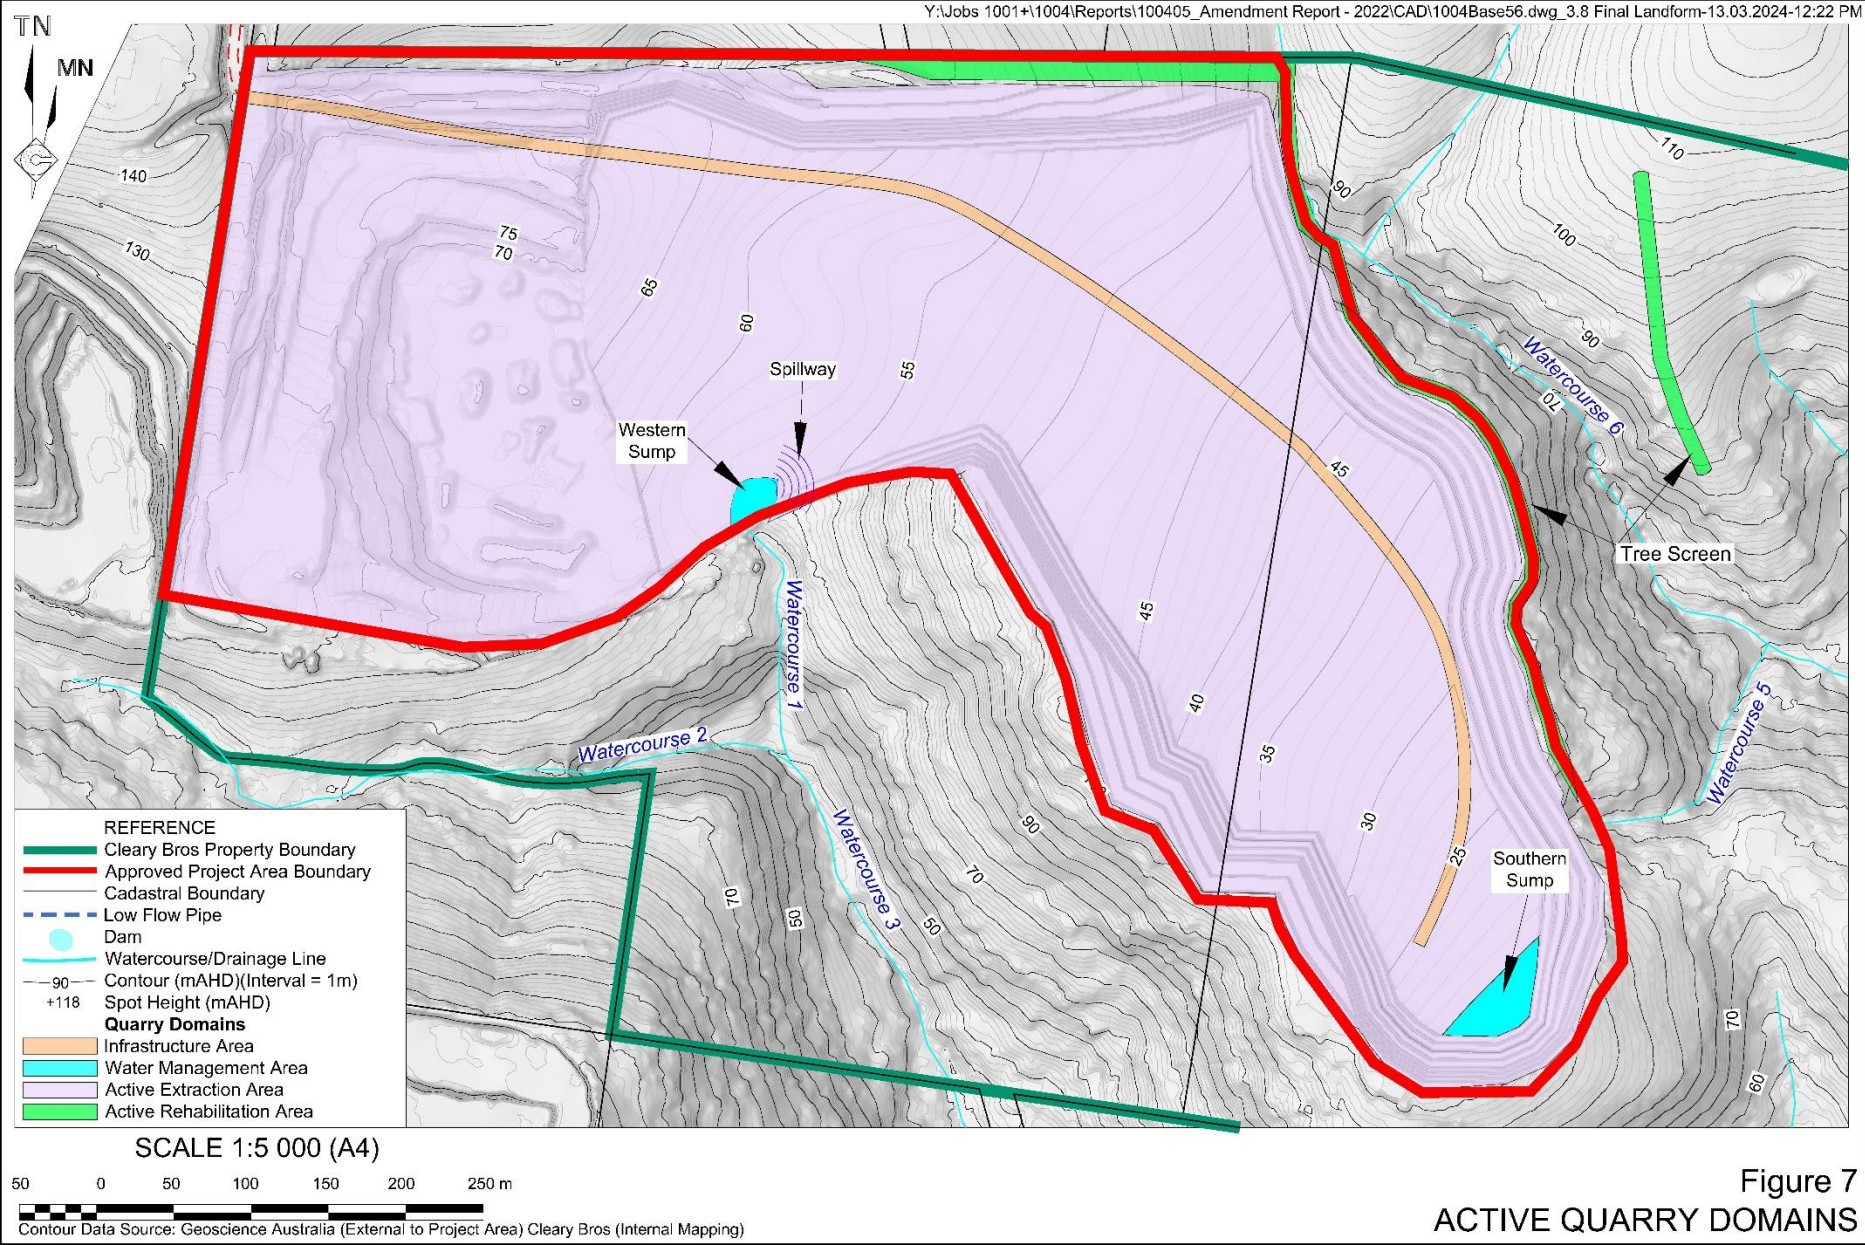 Y:\Jobs 1001+\1004\Reports\100405_Amendment Report - 2022\CAD\1004Base56.dwg_3.8 Final Landform-13.03.2024-12:22 PM
TN
MN
140
130
75
70
65
60
55
110
90
100
90
70
Watercourse 6
Spillway
Western
Sump
45
Tree Screen
Watercourse 1
45
40
35
30
25
Watercourse 5
Watercourse 2
Watercourse 3
90
70
50
70
50
Southern
Sump
70
60
REFERENCE
Cleary Bros Property Boundary
Approved Project Area Boundary
Cadastral Boundary
Low Flow Pipe
Dam
Watercourse/Drainage Line
90 Contour (mAHD)(Interval = 1m)
+118 Spot Height (mAHD)
Quarry Domains
Infrastructure Area
Water Management Area
Active Extraction Area
Active Rehabilitation Area
SCALE 1:5 000 (A4)
50 0 50 100 150 200 250 m
Contour Data Source: Geoscience Australia (External to Project Area) Cleary Bros (Internal Mapping)
Figure 7
ACTIVE QUARRY DOMAINS